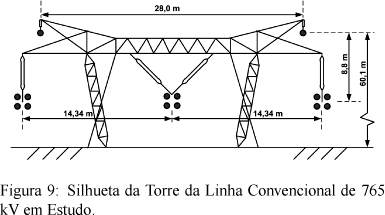 28,0 m
8,8 m
60,1 m
14,34 m
14,34 m
Figura 9: Silhueta da Torre da Linha Convencional de 765
kV em Estudo.